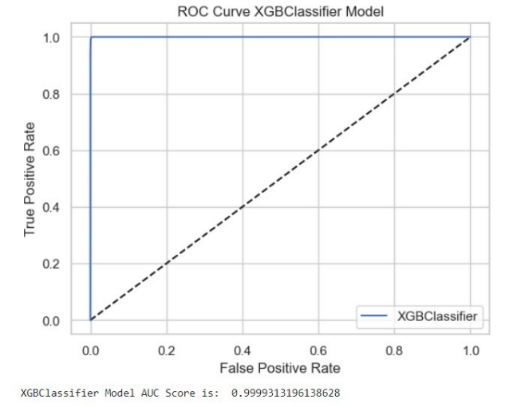 ROC Curve XGBClassifier Model
1.0
0.8
0.6
0.4
0.2
0.0
True Positive Rate
XGBClassifier
0.0 0.2 0.4 0.6 0.8 1.0
False Positive Rate
XGBClassifier Model AUC Score is: 0.9999313196138628